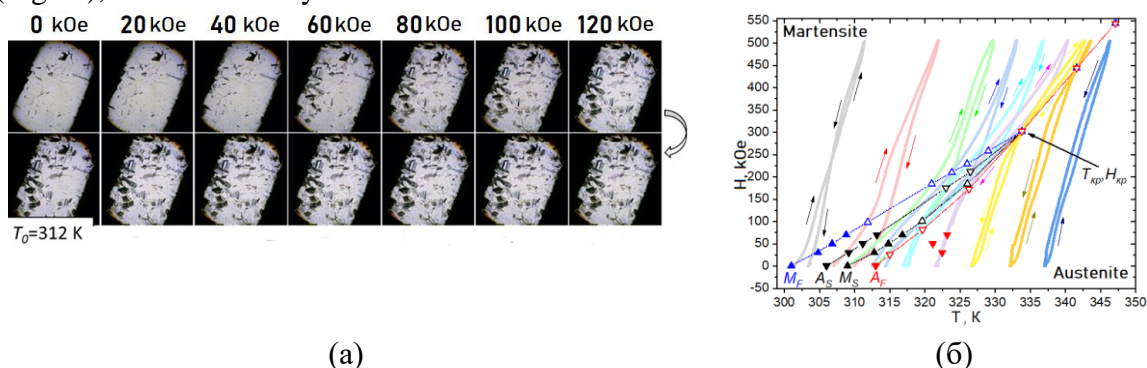 0 kOe 20 kOe 40 kOe 60 kOe 80 kOe 100 kOe 120 kOe
T₀=312 K
(а)
H, kOe
550
500
450
400
350
300
250
200
150
100
50
0
-50
Martensite
Tкр, Hкр
Austenite
MF AS MS AF
300 305 310 315 320 325 330 335 340 345 350
T, K
(б)